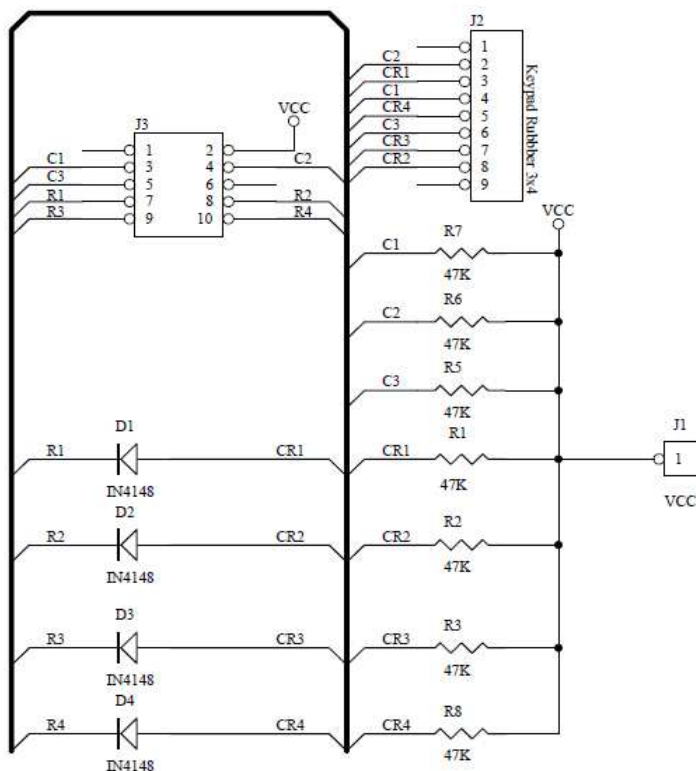 J2
C2
CR1
C1
CR4
C3
CR3
CR2
1
2
3
4
5
6
7
8
9
Keypad Rubbber 3x4
VCC
J3
C1 1 2
C3 3 4 C2
R1 5 6
R3 7 8 R2
9 10 R4
VCC
C1 R7
47K
C2 R6
47K
C3 R5
47K
J1
1
VCC
D1
R1 CR1 CR1 R1
IN4148 47K
D2
R2 CR2 CR2 R2
IN4148 47K
D3
R3 CR3 CR3 R3
IN4148 47K
D4
R4 CR4 CR4 R8
IN4148 47K